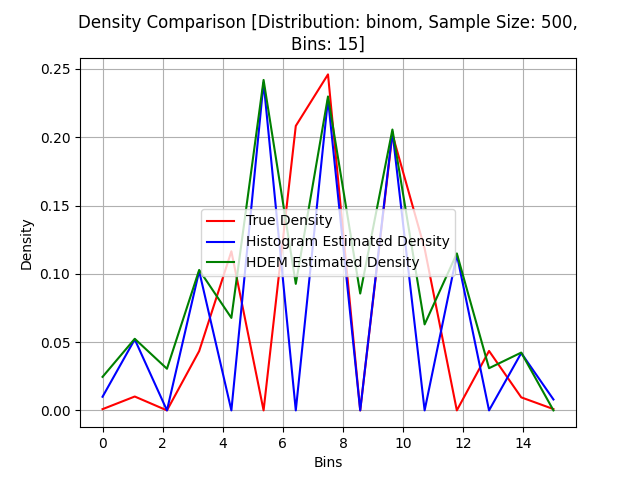 Density Comparison [Distribution: binom, Sample Size: 500,
Bins: 15]
Density
0.25
0.20
0.15
0.10
0.05
0.00
True Density
Histogram Estimated Density
HDEM Estimated Density
0 2 4 6 8 10 12 14
Bins